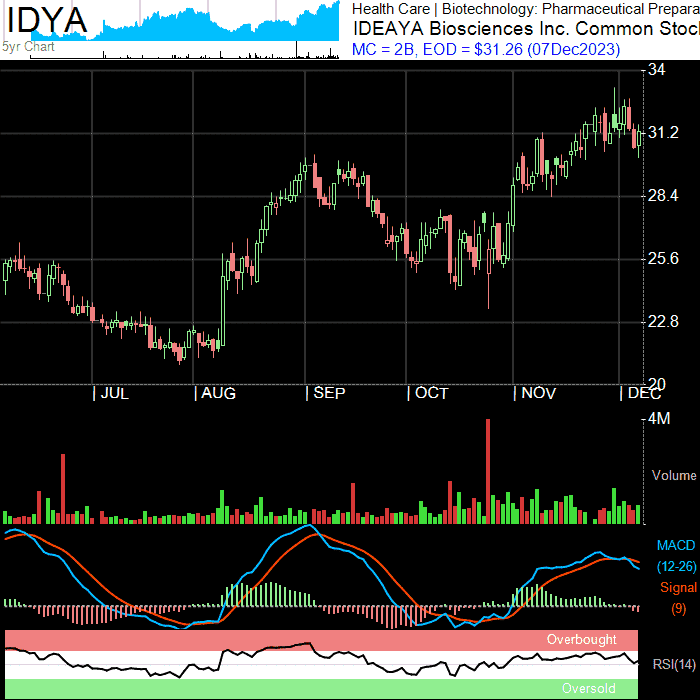 IDYA
5yr Chart
Health Care | Biotechnology: Pharmaceutical Prepara
IDEAYA Biosciences Inc. Common Stoc
MC = 2B, EOD = $31.26 (07Dec2023)
34
31.2
28.4
25.6
22.8
20
| JUL | AUG | SEP | OCT | NOV | DEC
4M
Volume
MACD
(12-26)
Signal
(9)
Overbought
RSI(14)
Oversold